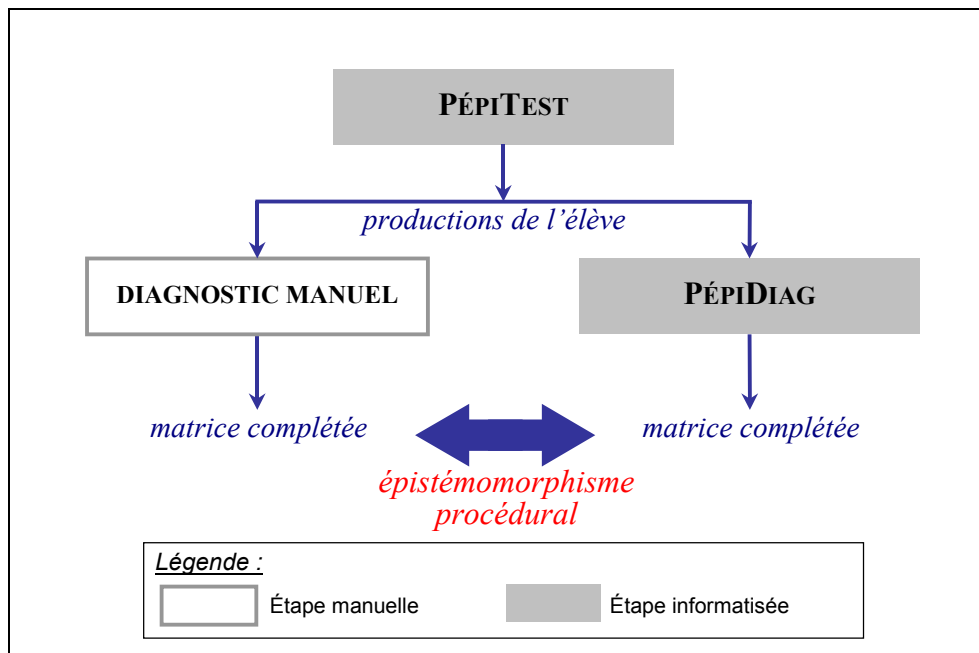 PÉPITEST
productions de l'élève
DIAGNOSTIC MANUEL
PÉPIDIAG
matrice complétée
matrice complétée
épistémomorphisme
procédural
Légende :
Étape manuelle
Étape informatisée